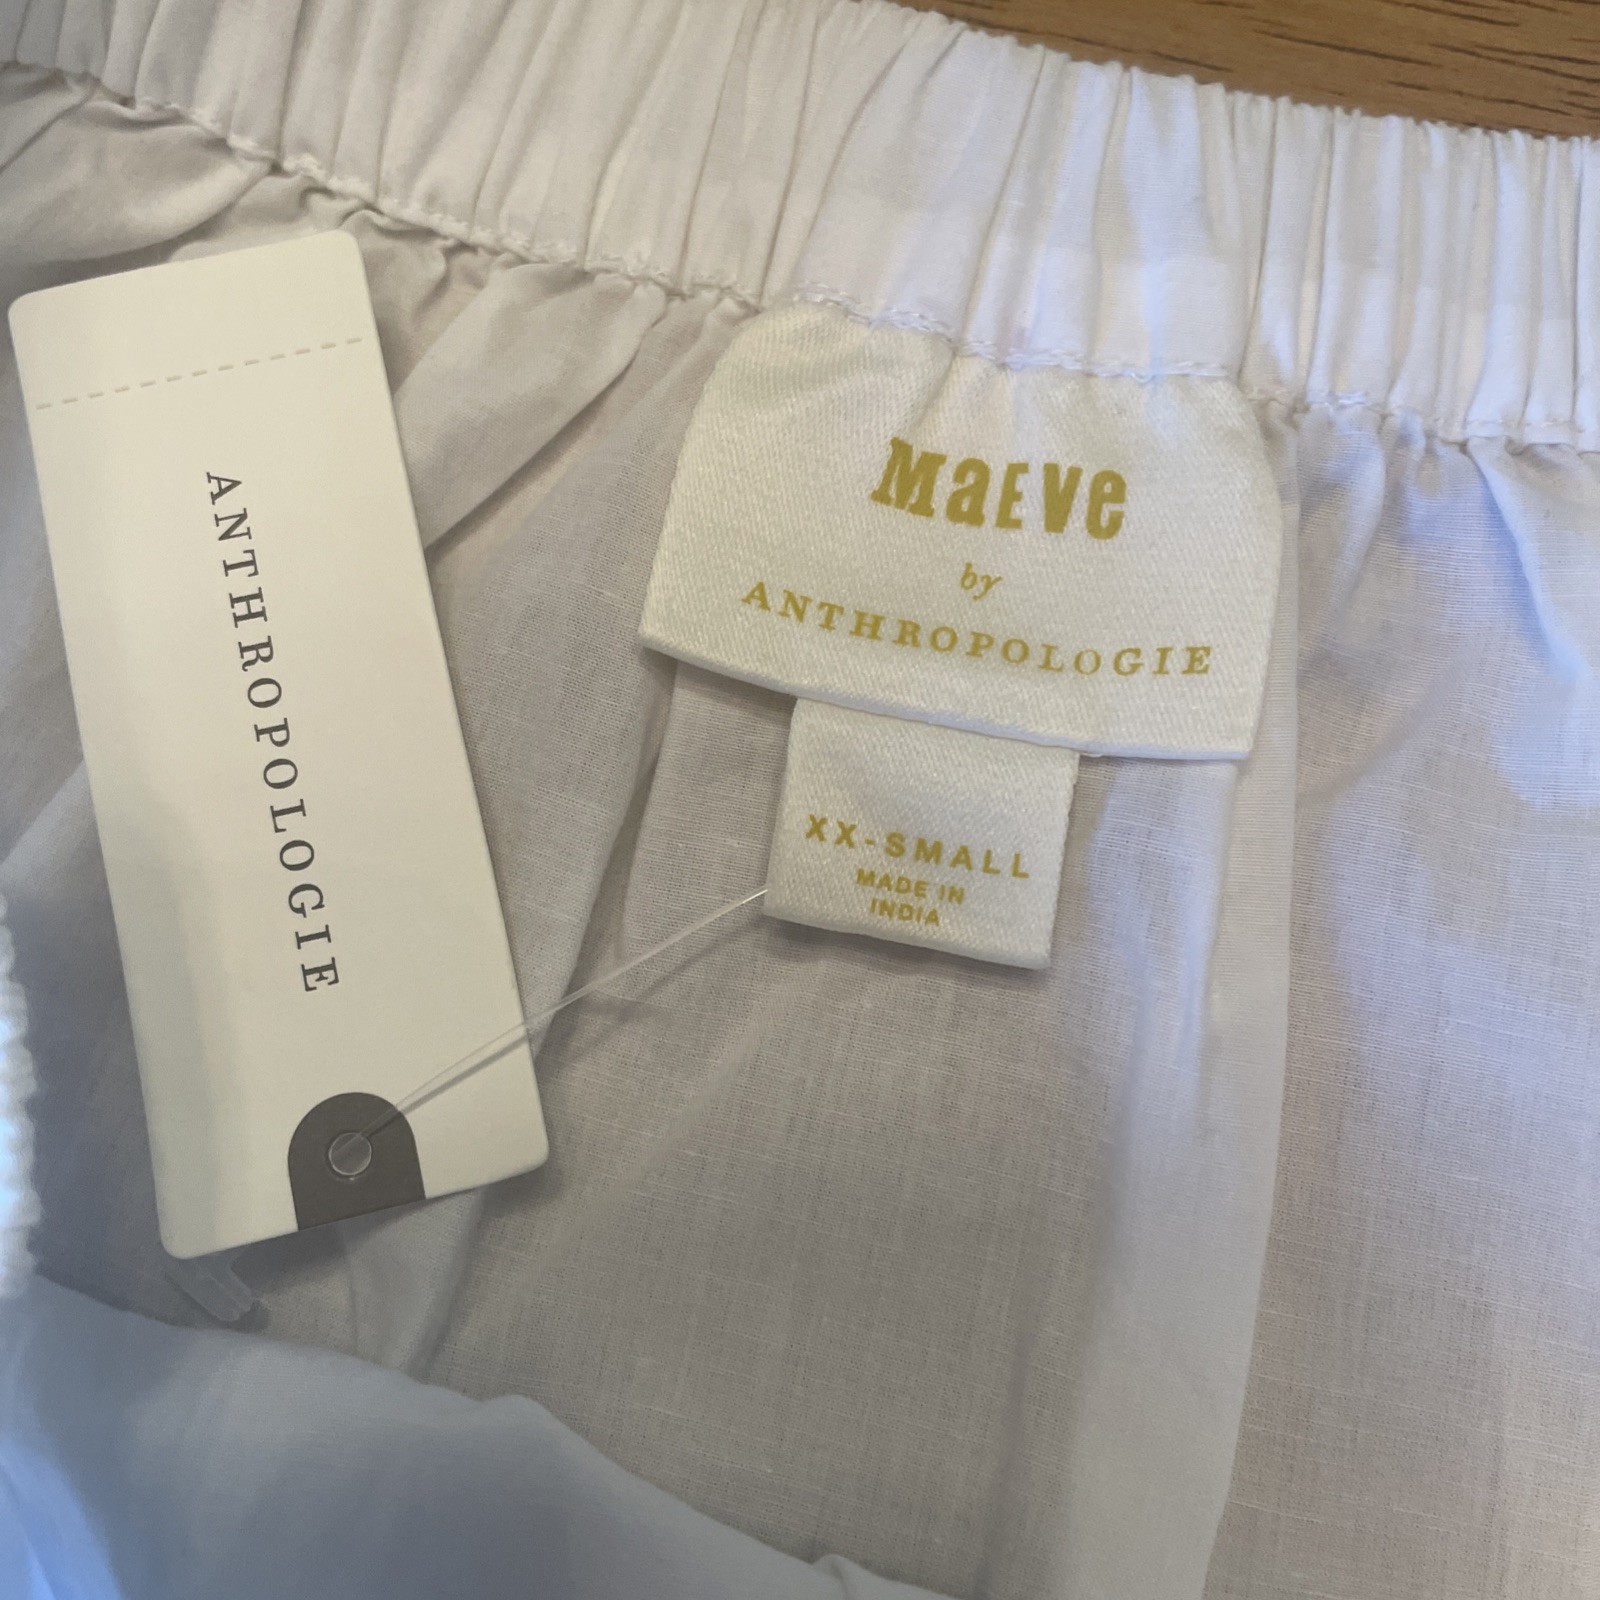 ANTHROPOLOGIE
MaEve
by
ANTHROPOLOGIE
XX-SMALL
MADE IN
INDIA